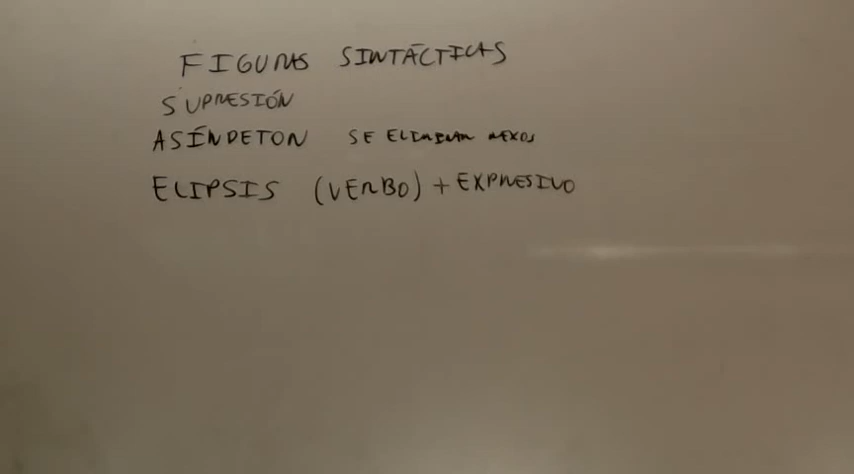 FIGURAS SINTÁCTICAS
SUPRESIÓN
ASÍNDETON SE ELIMINAN NEXOS
ELIPSIS (VERBO) + EXPRESIVO